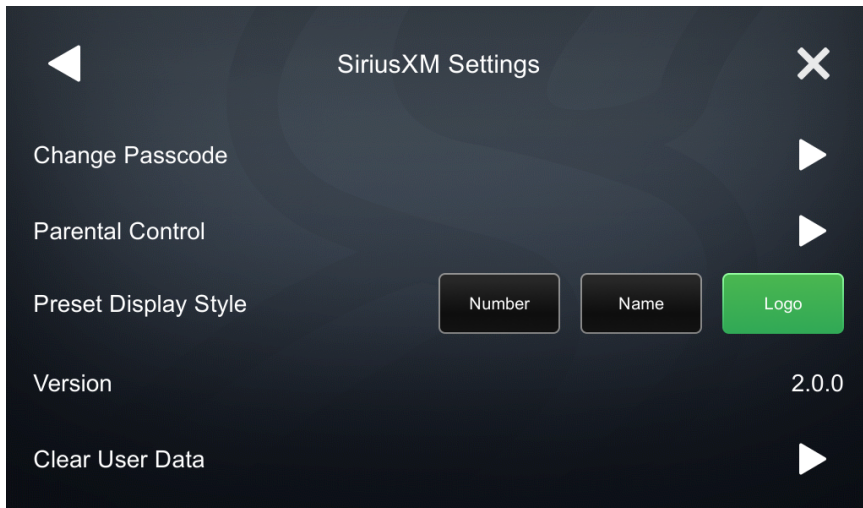 SiriusXM Settings
Change Passcode
Parental Control
Preset Display Style Number Name Logo
Version 2.0.0
Clear User Data